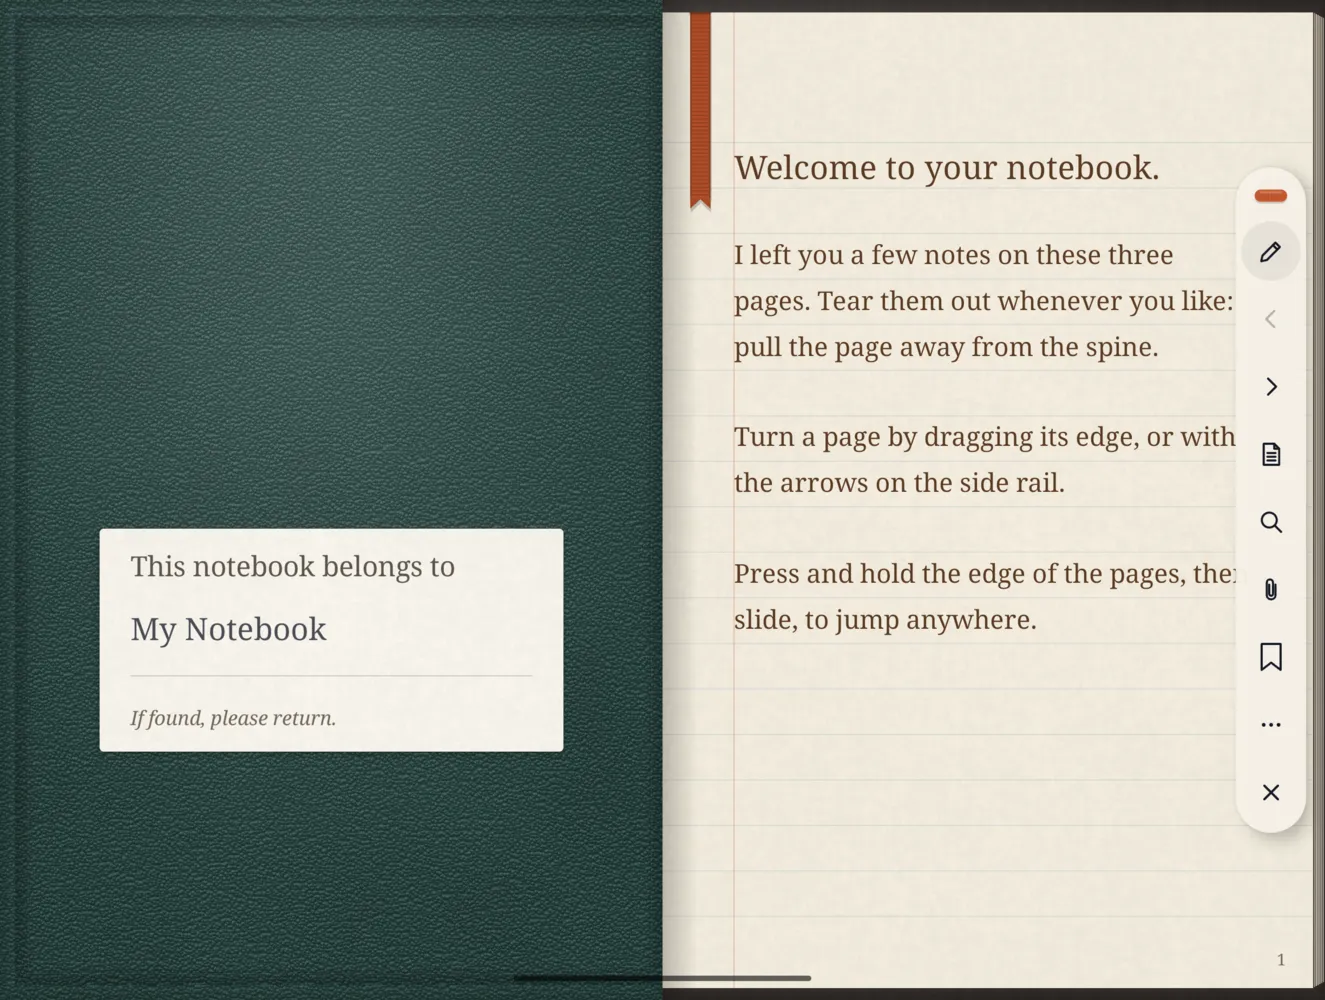 This notebook belongs to
My Notebook
If found, please return.
Welcome to your notebook.
I left you a few notes on these three
pages. Tear them out whenever you like:
pull the page away from the spine.
Turn a page by dragging its edge, or with
the arrows on the side rail.
Press and hold the edge of the pages, then
slide, to jump anywhere.
1